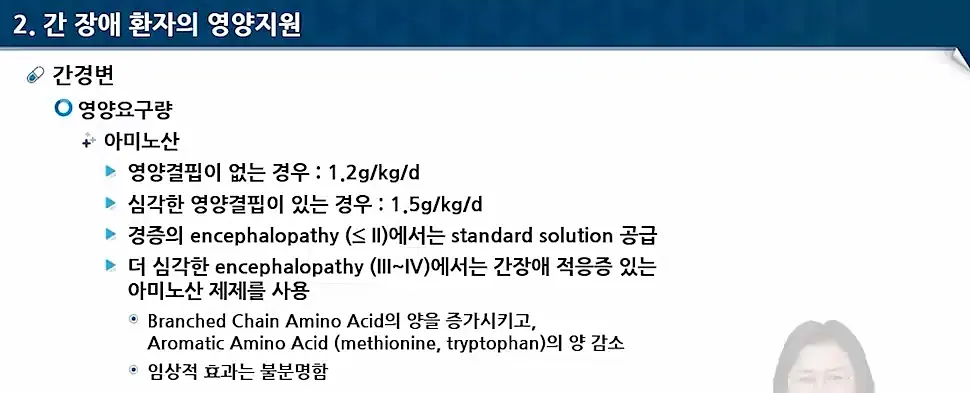 2. 간 장애 환자의 영양지원
간경변
영양요구량
아미노산
영양결핍이 없는 경우 : 1.2g/kg/d
심각한 영양결핍이 있는 경우 : 1.5g/kg/d
경증의 encephalopathy (≤ II)에서는 standard solution 공급
더 심각한 encephalopathy (III~IV)에서는 간장애 적응증 있는
아미노산 제제를 사용
Branched Chain Amino Acid의 양을 증가시키고,
Aromatic Amino Acid (methionine, tryptophan)의 양 감소
임상적 효과는 불분명함